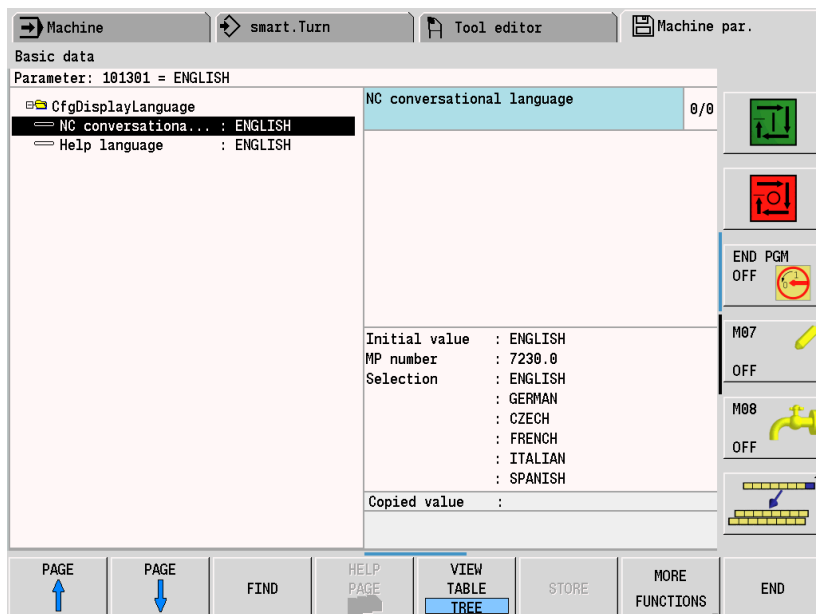 Machine
smart.Turn
Tool editor
Machine par.
Basic data
Parameter: 101301 = ENGLISH
CfgDisplayLanguage
NC conversationa... : ENGLISH
Help language : ENGLISH
NC conversational language
0/0
Initial value : ENGLISH
MP number : 7230.0
Selection : ENGLISH
: GERMAN
: CZECH
: FRENCH
: ITALIAN
: SPANISH
Copied value :
END PGM
OFF
M07
OFF
M08
OFF
PAGE
PAGE
FIND
HELP
PAGE
VIEW
TABLE
TREE
STORE
MORE
FUNCTIONS
END